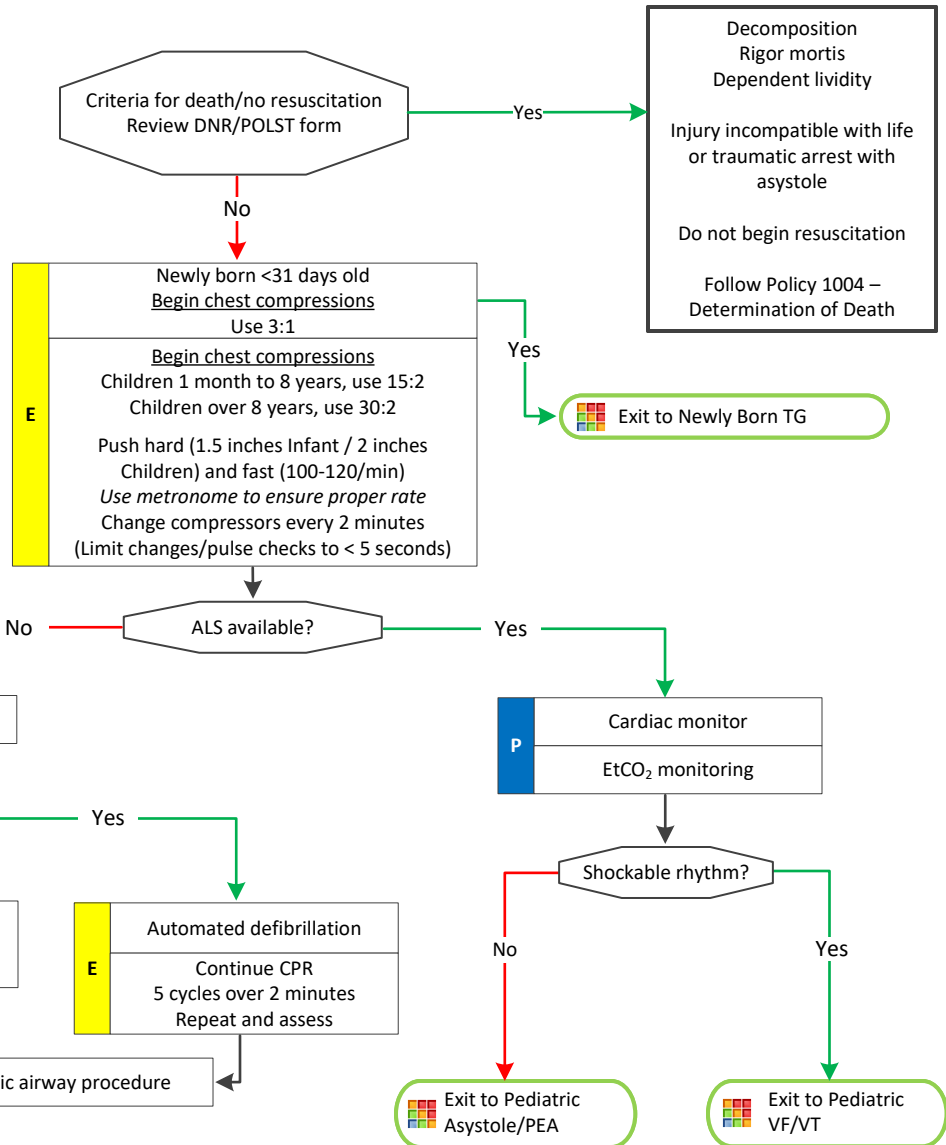 Criteria for death/no resuscitation
Review DNR/POLST form
Yes
Decomposition
Rigor mortis
Dependent lividity
Injury incompatible with life
or traumatic arrest with
asystole
Do not begin resuscitation
Follow Policy 1004 –
Determination of Death
No
E
Newly born <31 days old
Begin chest compressions
Use 3:1
Yes
Exit to Newly Born TG
Begin chest compressions
Children 1 month to 8 years, use 15:2
Children over 8 years, use 30:2
Push hard (1.5 inches Infant / 2 inches
Children) and fast (100-120/min)
Use metronome to ensure proper rate
Change compressors every 2 minutes
(Limit changes/pulse checks to < 5 seconds)
No
ALS available?
Yes
P
Cardiac monitor
EtCO₂ monitoring
Yes
Shockable rhythm?
E
Automated defibrillation
Continue CPR
5 cycles over 2 minutes
Repeat and assess
No
Yes
ic airway procedure
Exit to Pediatric
Asystole/PEA
Exit to Pediatric
VF/VT